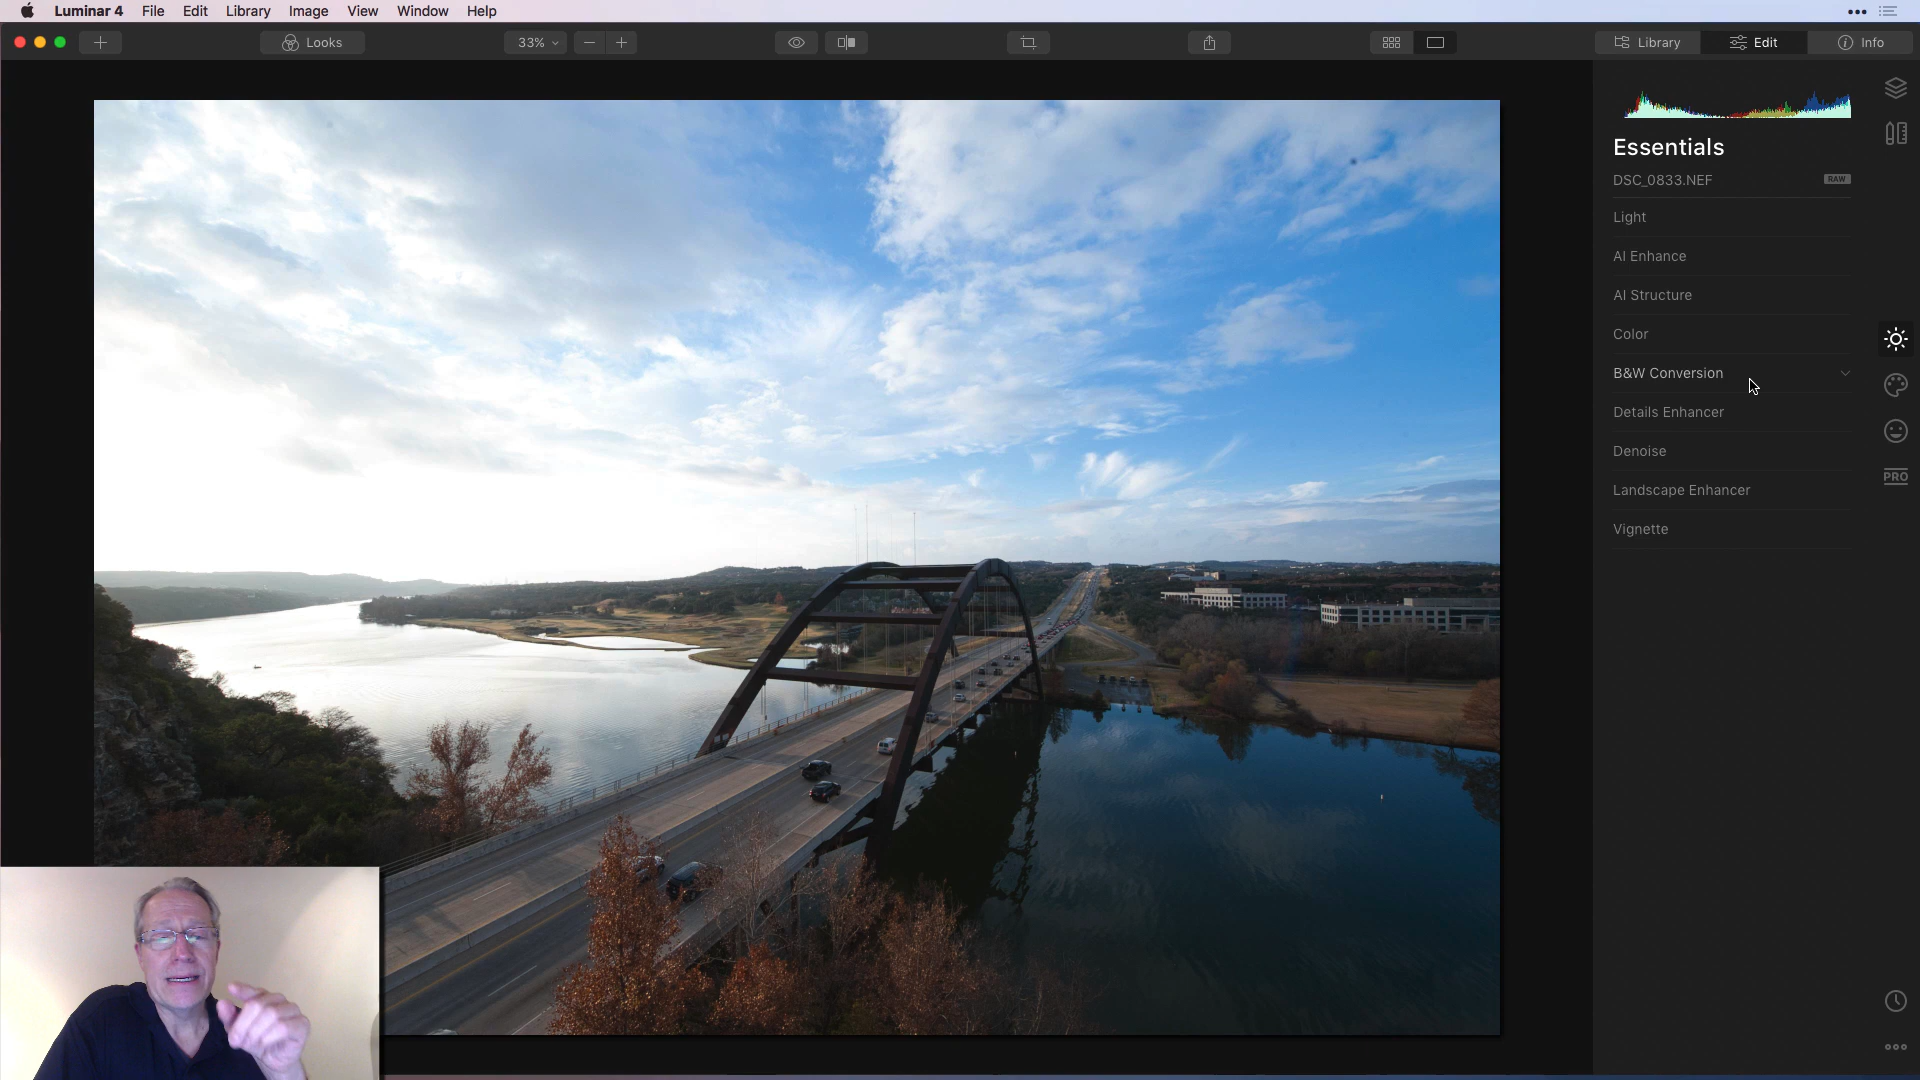 Luminar 4 File Edit Library Image View Window Help
Looks 33% Library Edit Info
Essentials
DSC_0833.NEF RAW
Light
AI Enhance
AI Structure
Color
B&W Conversion
Details Enhancer
Denoise
Landscape Enhancer
Vignette
PRO